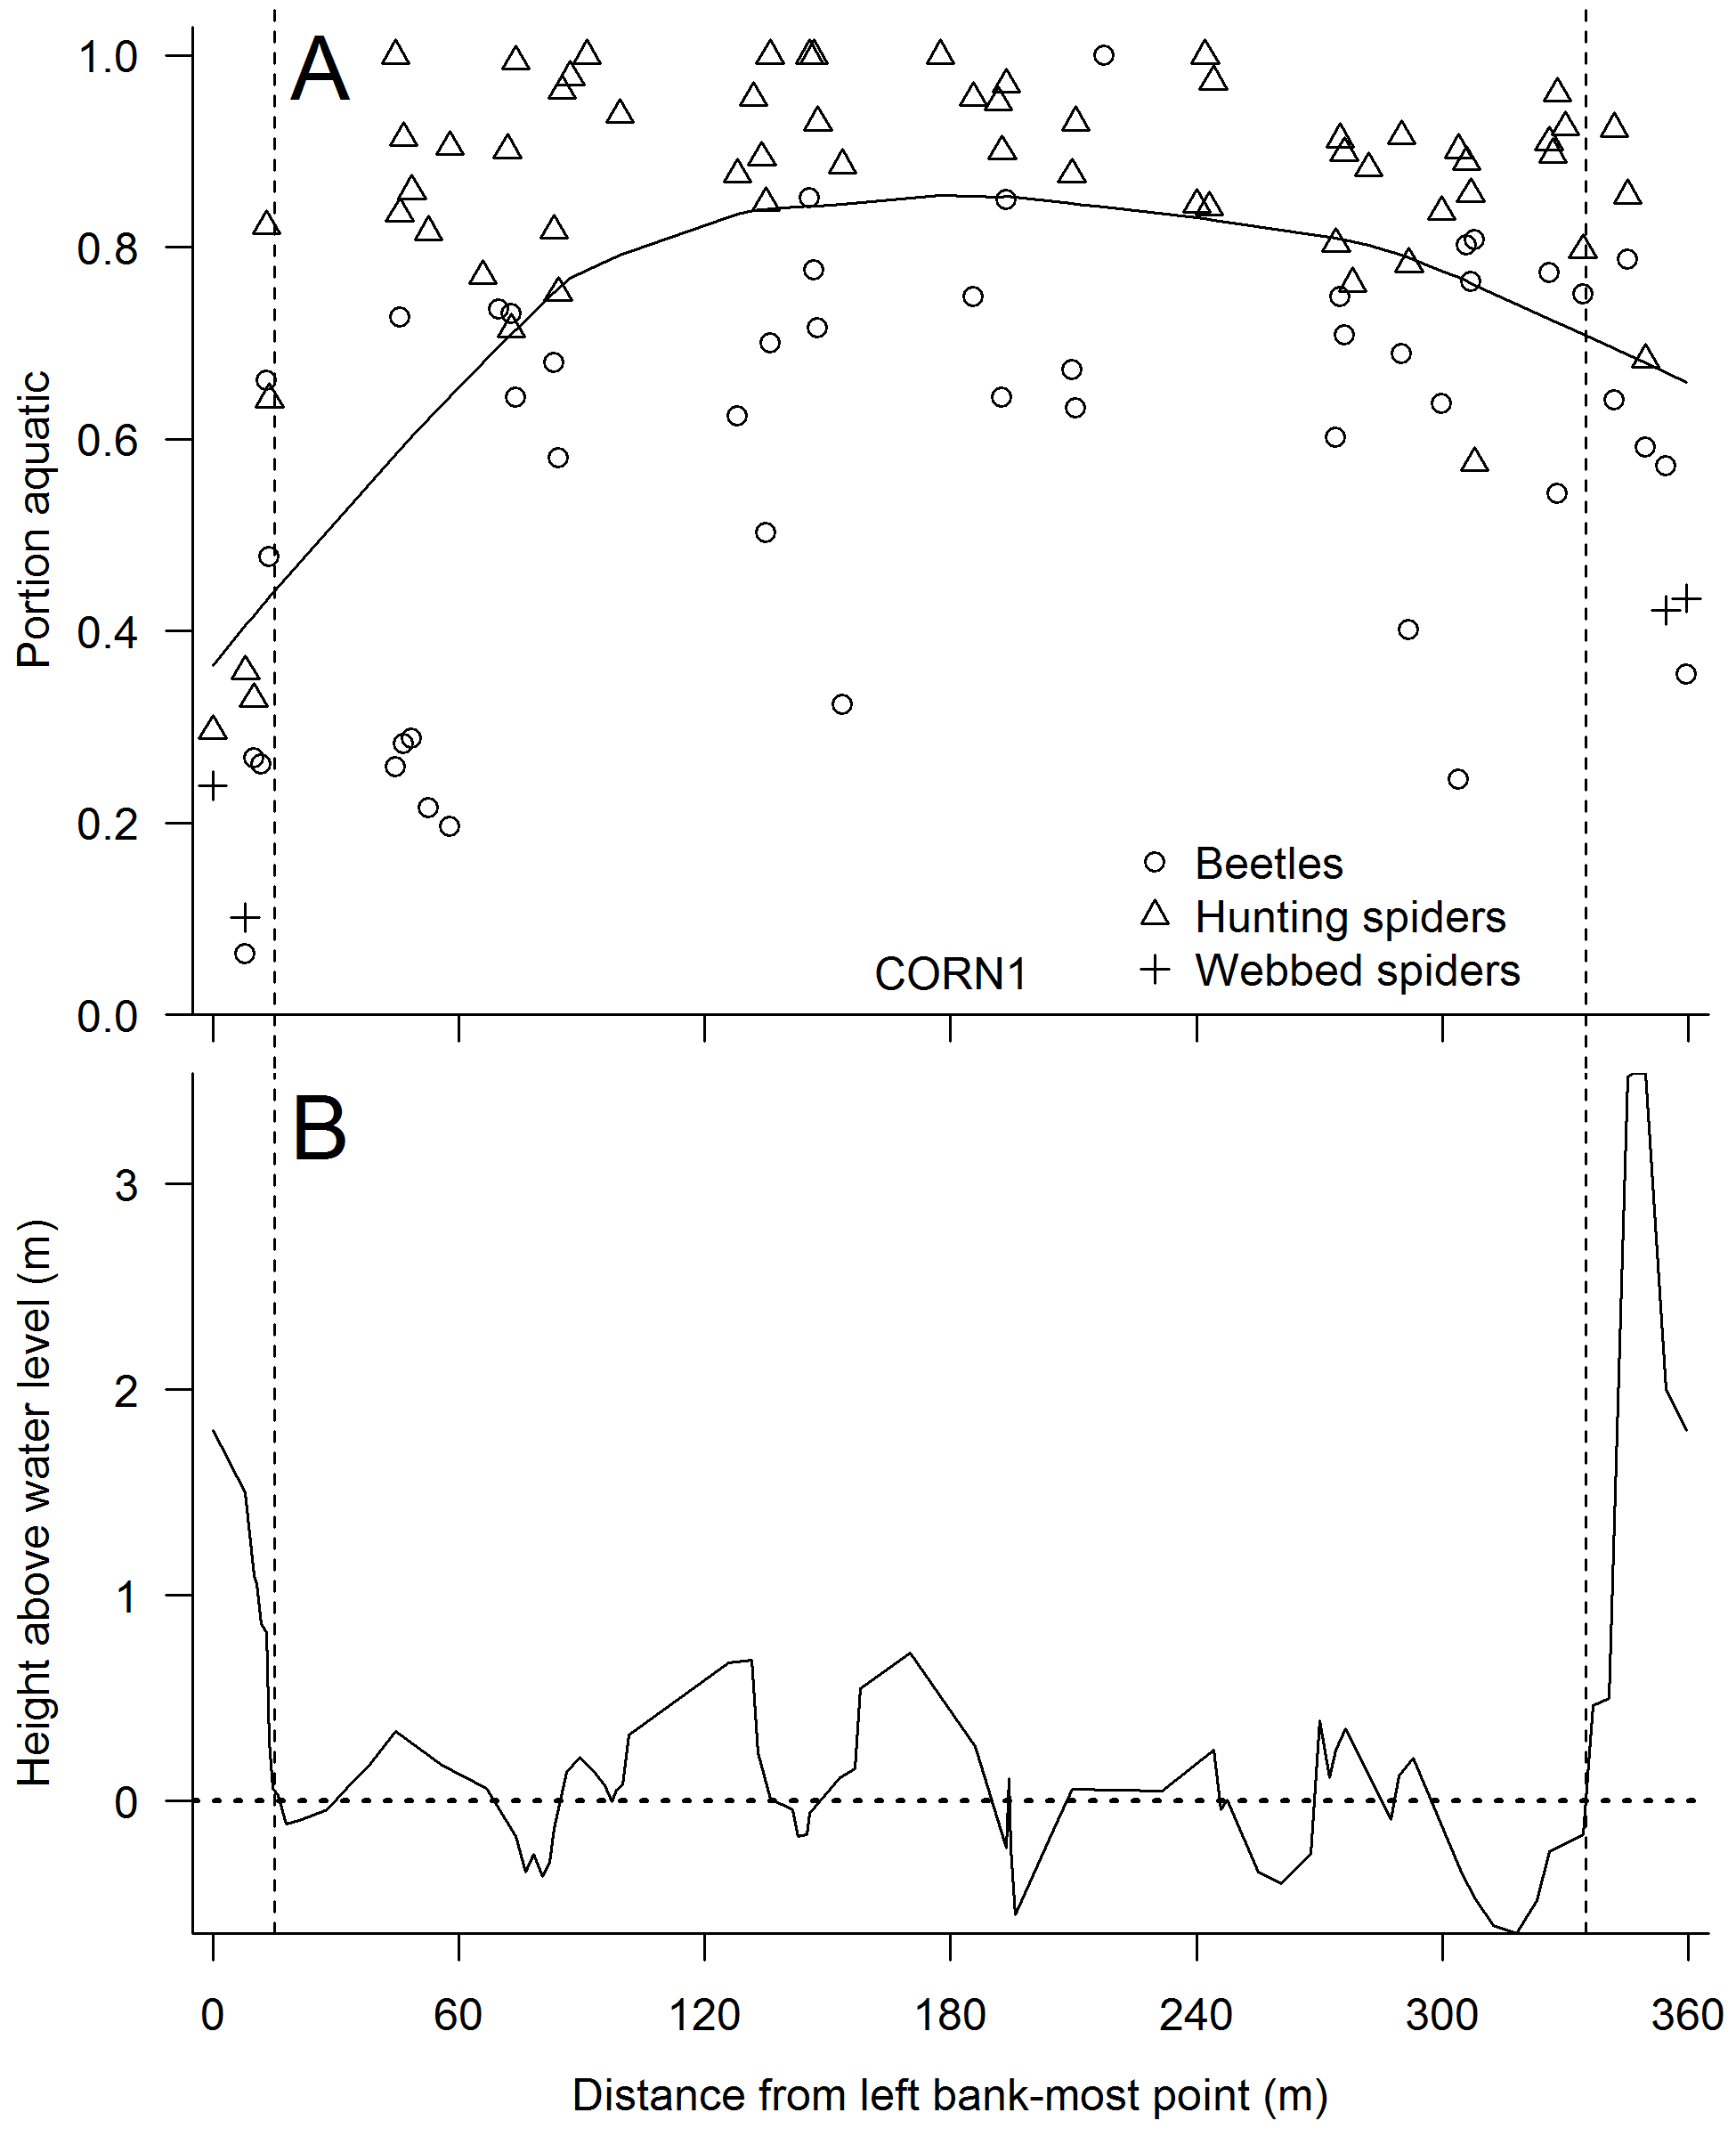 A
1.0
0.8
0.6
0.4
0.2
0.0
Portion aquatic
Beetles
Hunting spiders
Webbed spiders
CORN1
B
3
2
1
0
Height above water level (m)
0 60 120 180 240 300 360
Distance from left bank-most point (m)